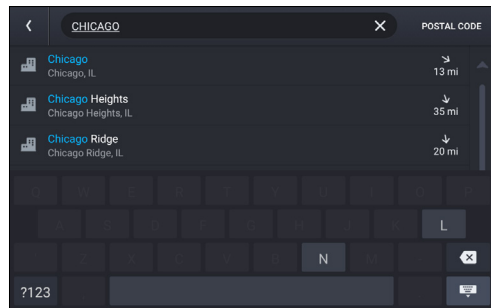 CHICAGO
POSTAL CODE
Chicago
Chicago, IL
13 mi
Chicago Heights
Chicago Heights, IL
35 mi
Chicago Ridge
Chicago Ridge, IL
20 mi
Q W E R T Y U I O P
A S D F G H J K L
Z X C V B N M
?123